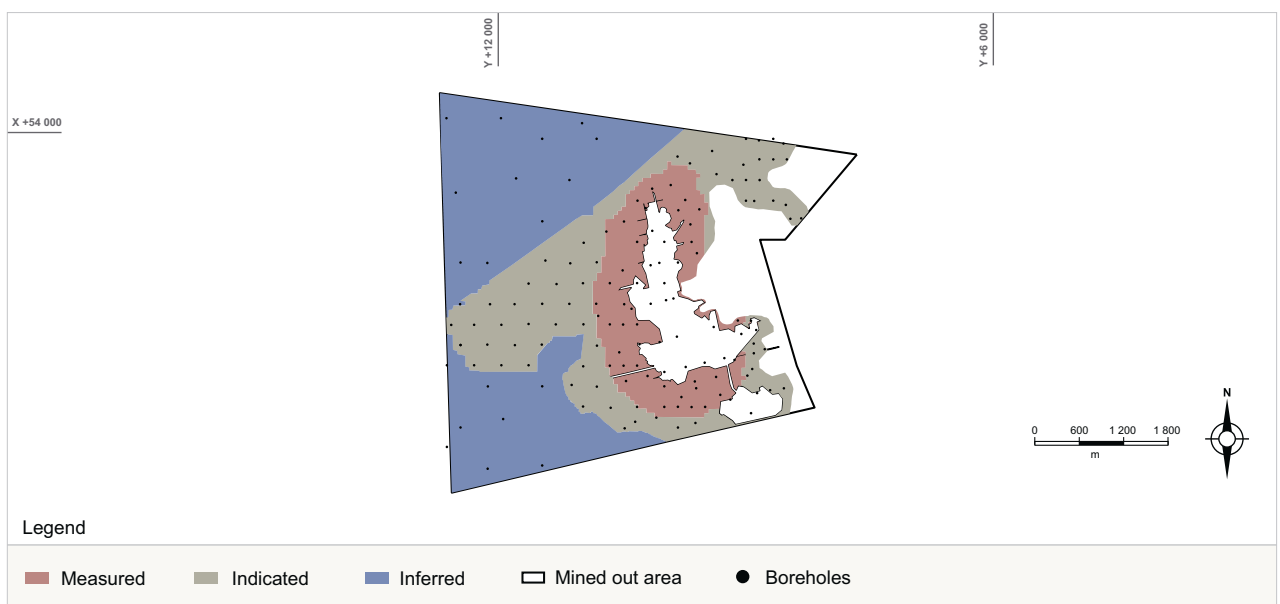 Y +12 000
Y +6 000
X +54 000
N
0 600 1 200 1 800
m
Legend
Measured Indicated Inferred Mined out area Boreholes